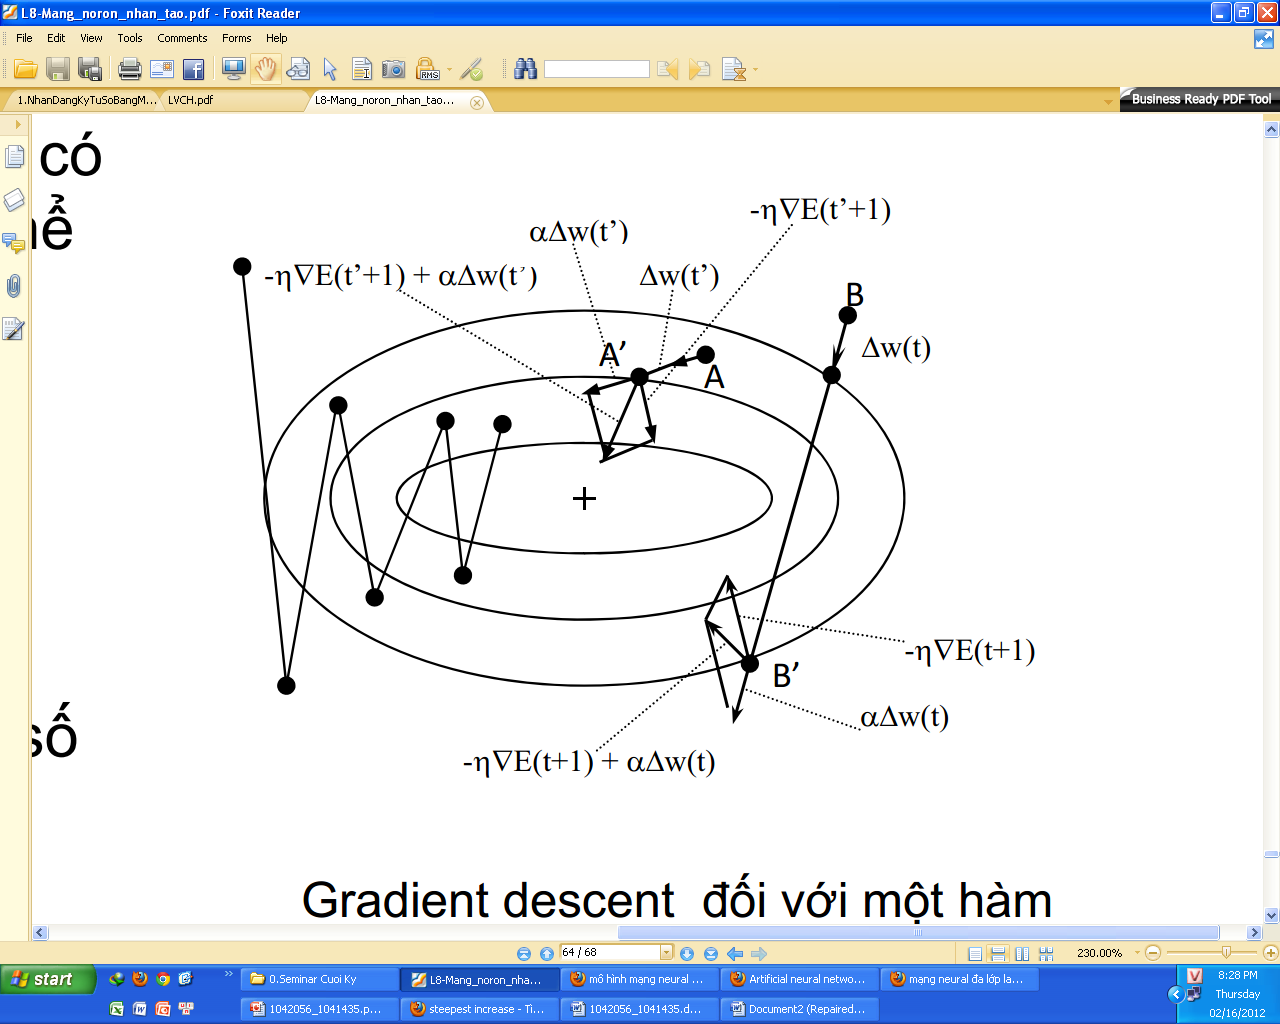 L8-Mang_noron_nhan_tao.pdf - Foxit Reader
File Edit View Tools Comments Forms Help
RMS
1.NhanDangKyTuSoBangM... LVCH.pdf L8-Mang_noron_nhan_tao... Business Ready PDF Tool
có
-η∇E(t’+1)
αΔw(t’)
-η∇E(t’+1) + αΔw(t’) Δw(t’)
B
A’ A Δw(t)
-η∇E(t+1)
B’
αΔw(t)
số
-η∇E(t+1) + αΔw(t)
Gradient descent đối với một hàm
64 / 68 230.00%
start 0.Seminar Cuoi Ky L8-Mang_noron_nha... mô hình mạng neural ... Artificial neural netwo... mạng neural đa lớp la... 8:28 PM
Thursday
1042056_1041435.p... steepest increase - Tì... 1042056_1041435.d... Document2 (Repaired... 02/16/2012